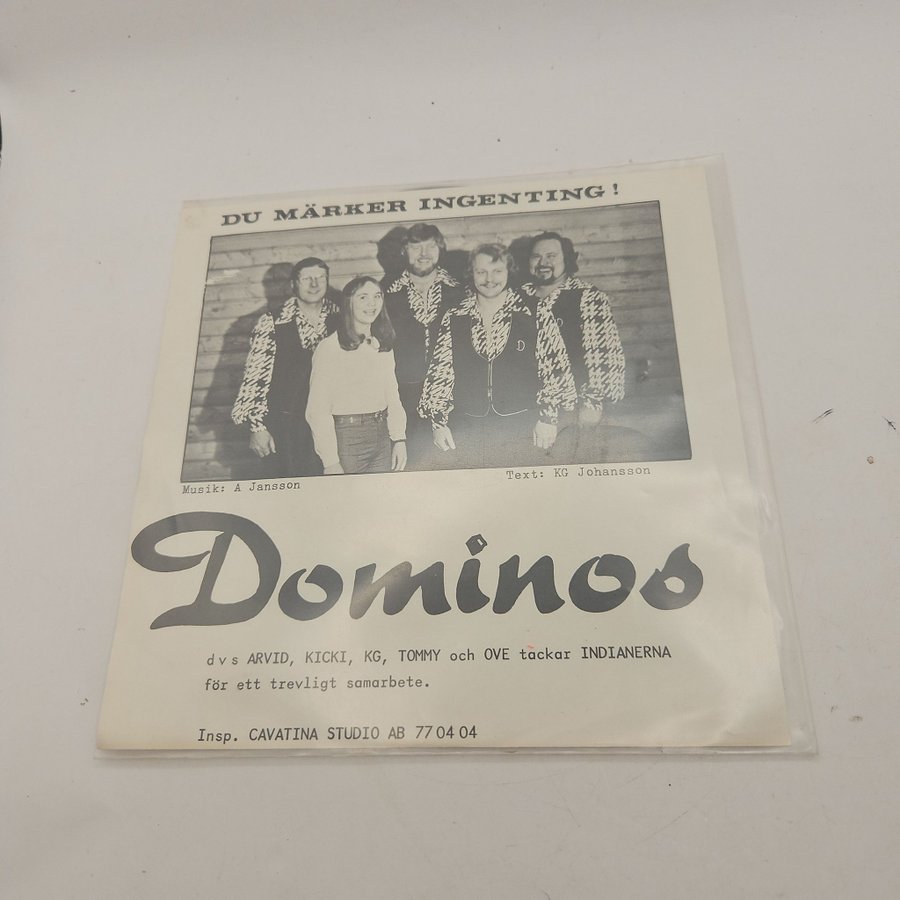 DU MÄRKER INGENTING!
D
Musik: A Jansson
Text: KG Johansson
Dominos
d v s ARVID, KICKI, KG, TOMMY och OVE tackar INDIANERNA
för ett trevligt samarbete.
Insp. CAVATINA STUDIO AB 77 04 04